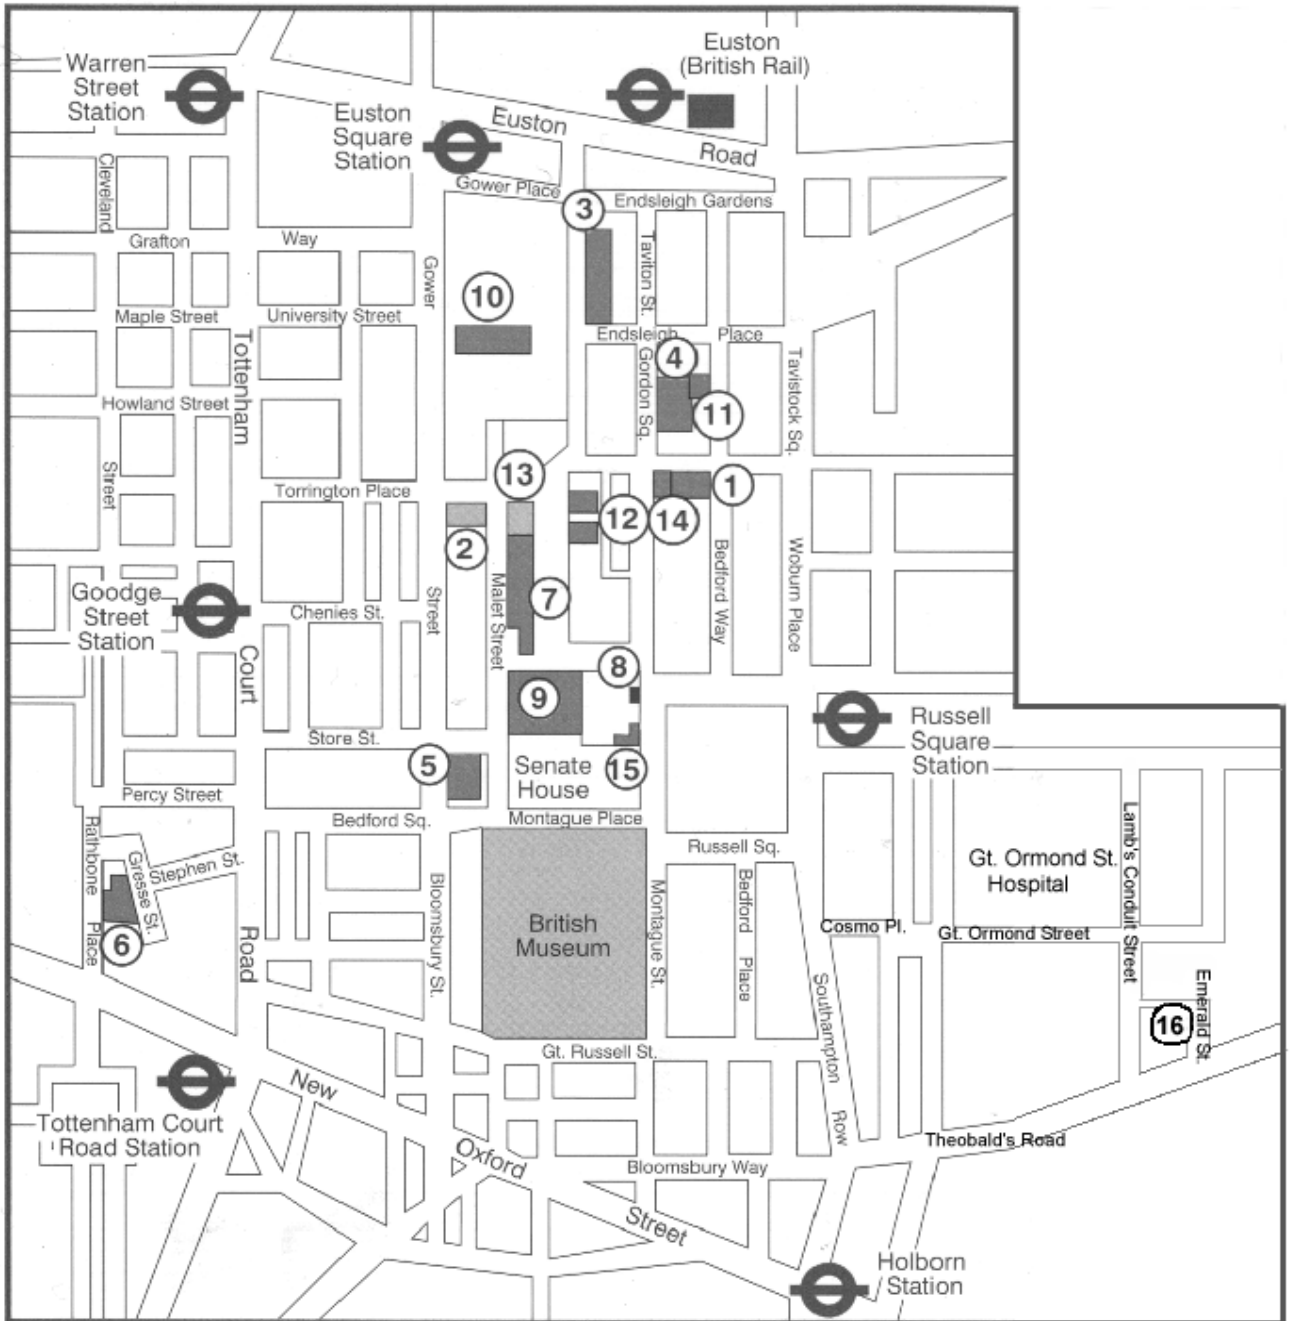 Warren
Street
Station
Euston
(British Rail)
Euston
Square
Station
Euston
Road
Gower Place
Endsleigh Gardens
3
Cleveland
Grafton
Way
Taviton St.
Gower
10
Maple Street
University Street
Endsleigh
Place
Tottenham
4
Gordon Sq.
Tavistock Sq.
Howland Street
11
Street
13
Torrington Place
1
12
14
2
Bedford Way
Woburn Place
Goodge
Street
Station
Chenies St.
Street
Malet Street
7
Court
8
9
Store St.
Russell
Square
Station
5
Senate
House
15
Percy Street
Bedford Sq.
Montague Place
Rathbone
Place
Gresse St.
Stephen St.
6
Road
Bloomsbury St.
British
Museum
Montague St.
Russell Sq.
Bedford
Place
Southampton
Row
Cosmo Pl.
Gt. Ormond St.
Hospital
Gt. Ormond Street
Lamb's Conduit Street
Emerald St.
16
Gt. Russell St.
Tottenham Court
Road Station
New
Oxford
Street
Bloomsbury Way
Theobald's Road
Holborn
Station